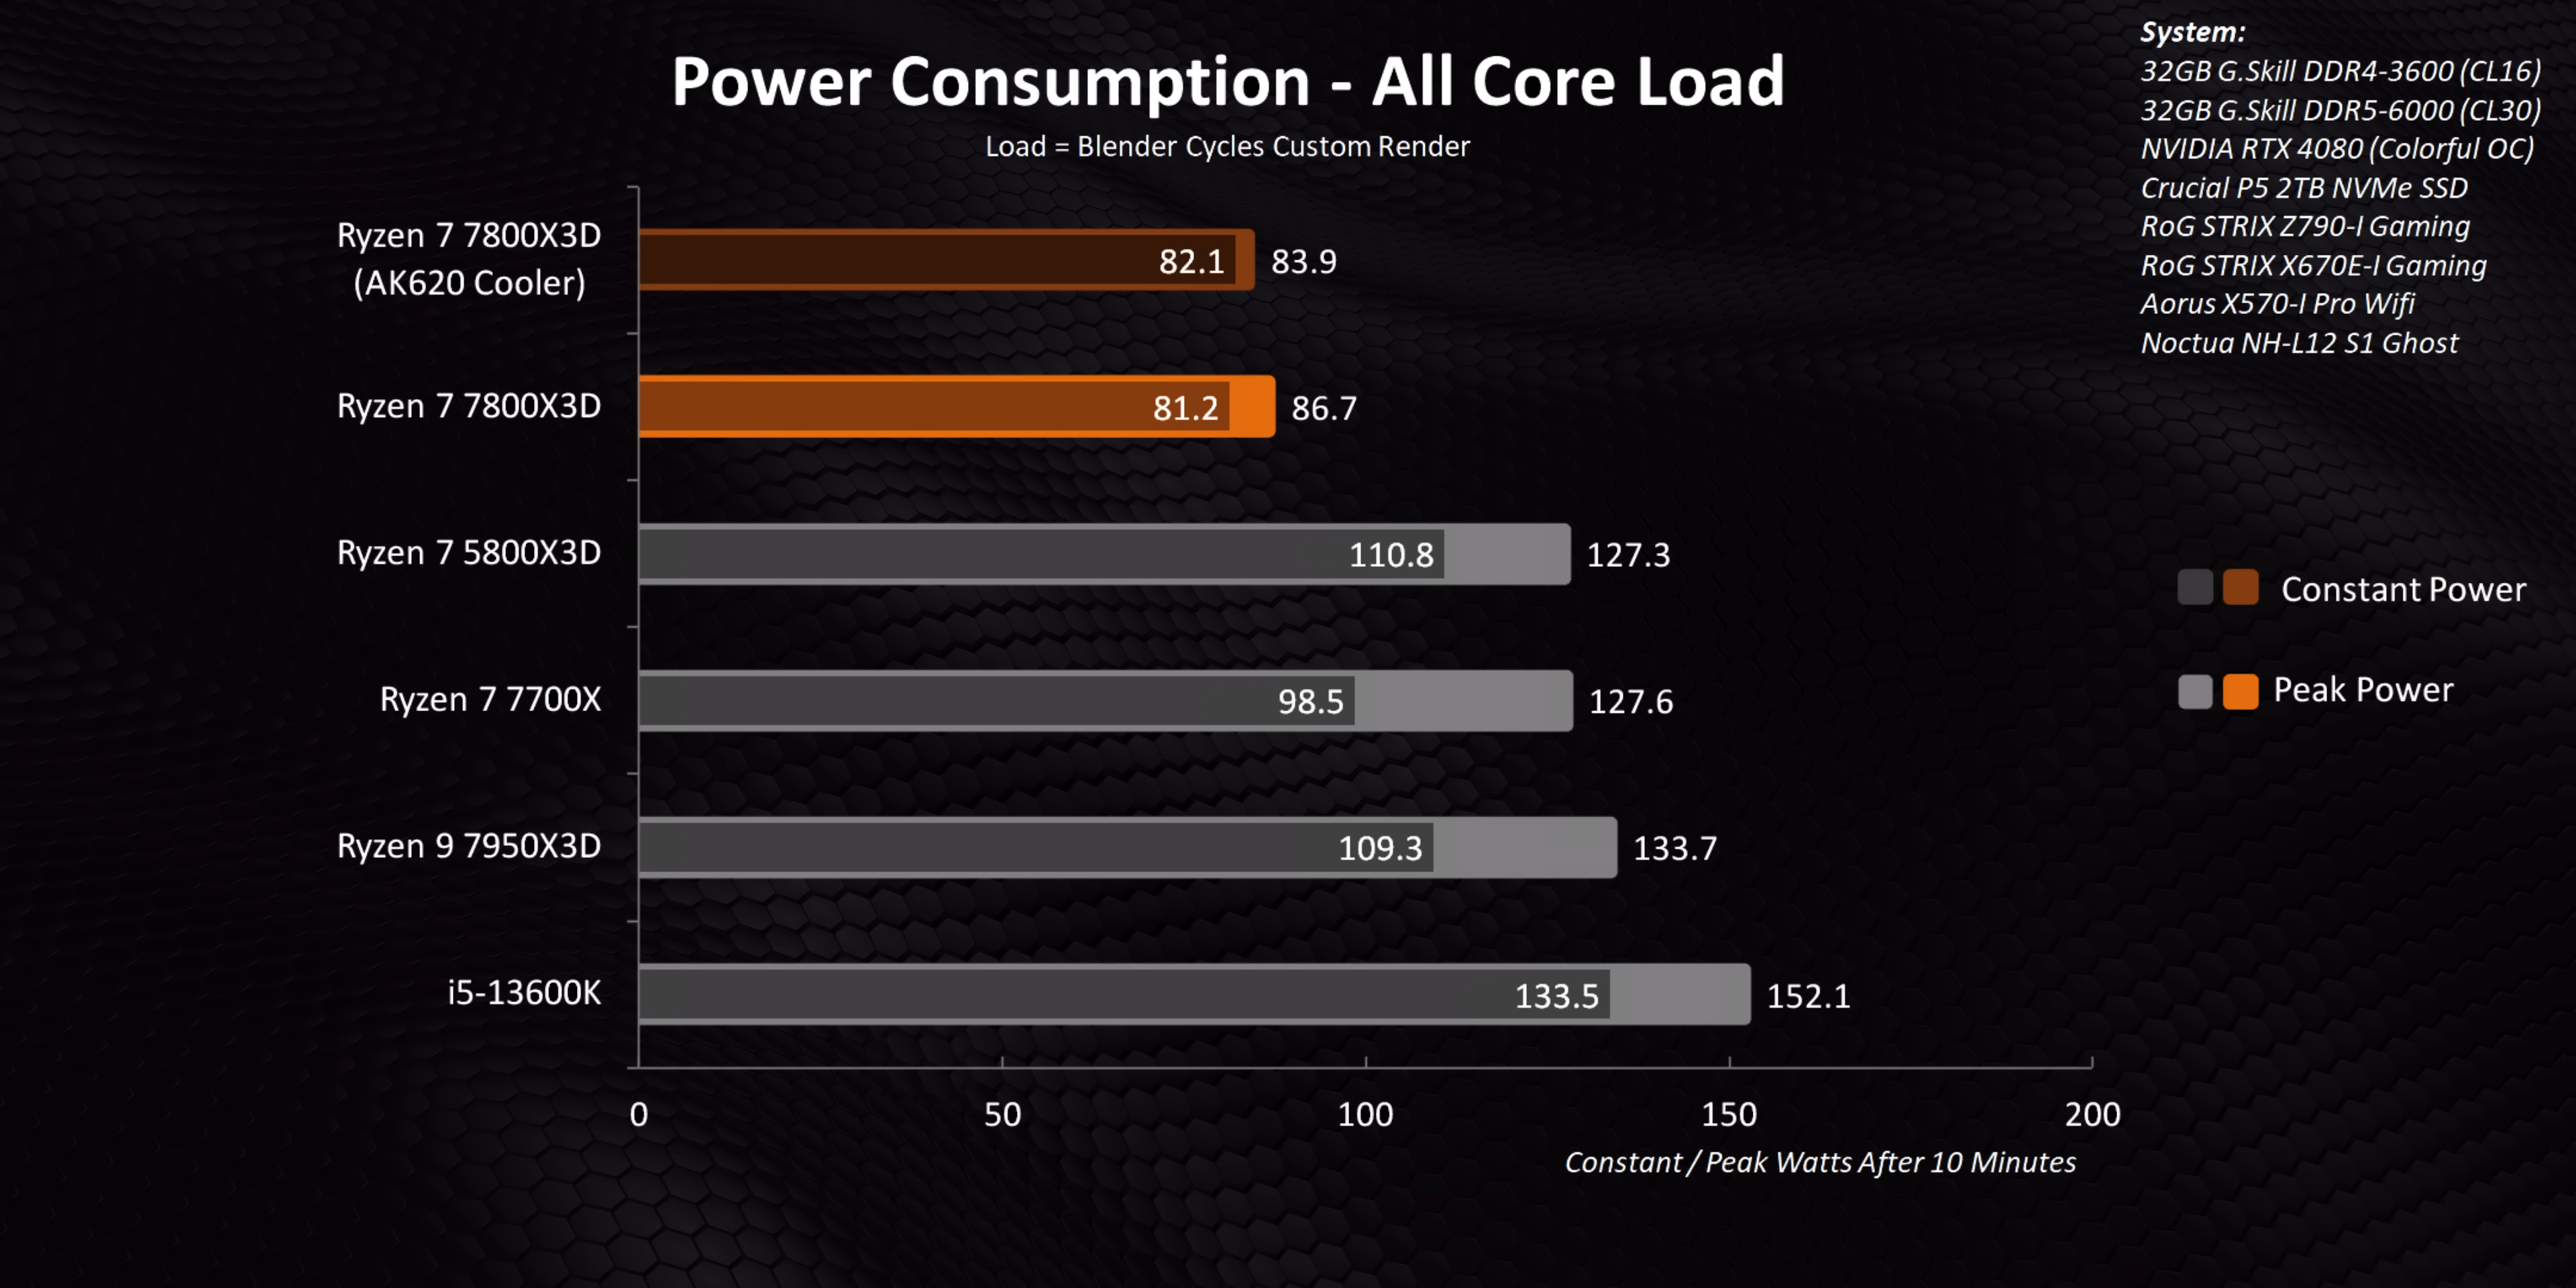 Power Consumption - All Core Load
Load = Blender Cycles Custom Render
System:
32GB G.Skill DDR4-3600 (CL16)
32GB G.Skill DDR5-6000 (CL30)
NVIDIA RTX 4080 (Colorful OC)
Crucial P5 2TB NVMe SSD
RoG STRIX Z790-I Gaming
RoG STRIX X670E-I Gaming
Aorus X570-I Pro Wifi
Noctua NH-L12 S1 Ghost
Ryzen 7 7800X3D
(AK620 Cooler)
82.1 83.9
Ryzen 7 7800X3D 81.2 86.7
Ryzen 7 5800X3D 110.8 127.3
Ryzen 7 7700X 98.5 127.6
Ryzen 9 7950X3D 109.3 133.7
i5-13600K 133.5 152.1
Constant Power
Peak Power
0 50 100 150 200
Constant / Peak Watts After 10 Minutes